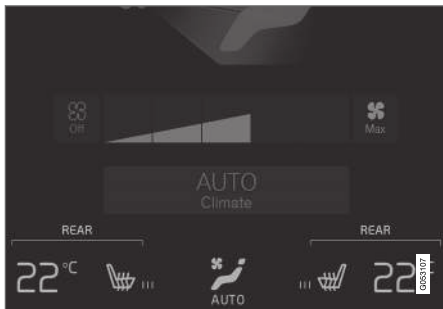 Off
Max
AUTO
Climate
REAR
REAR
22°C
22°
AUTO
G053107